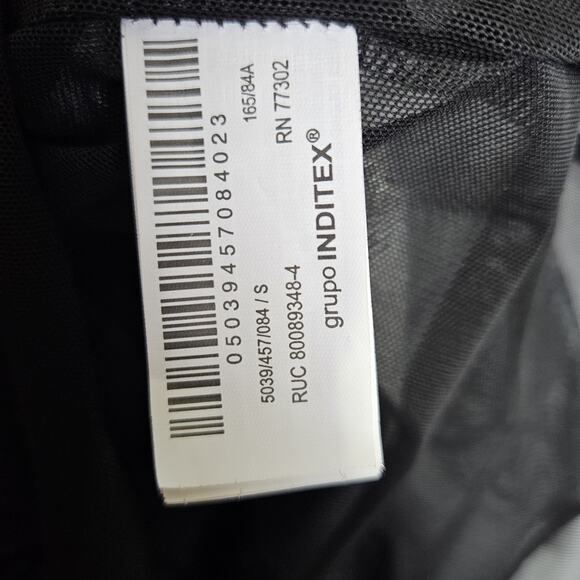 05039457084023
165/84A
5039/457/084 / S
RN 77302
RUC 80089348-4
grupo INDITEX®